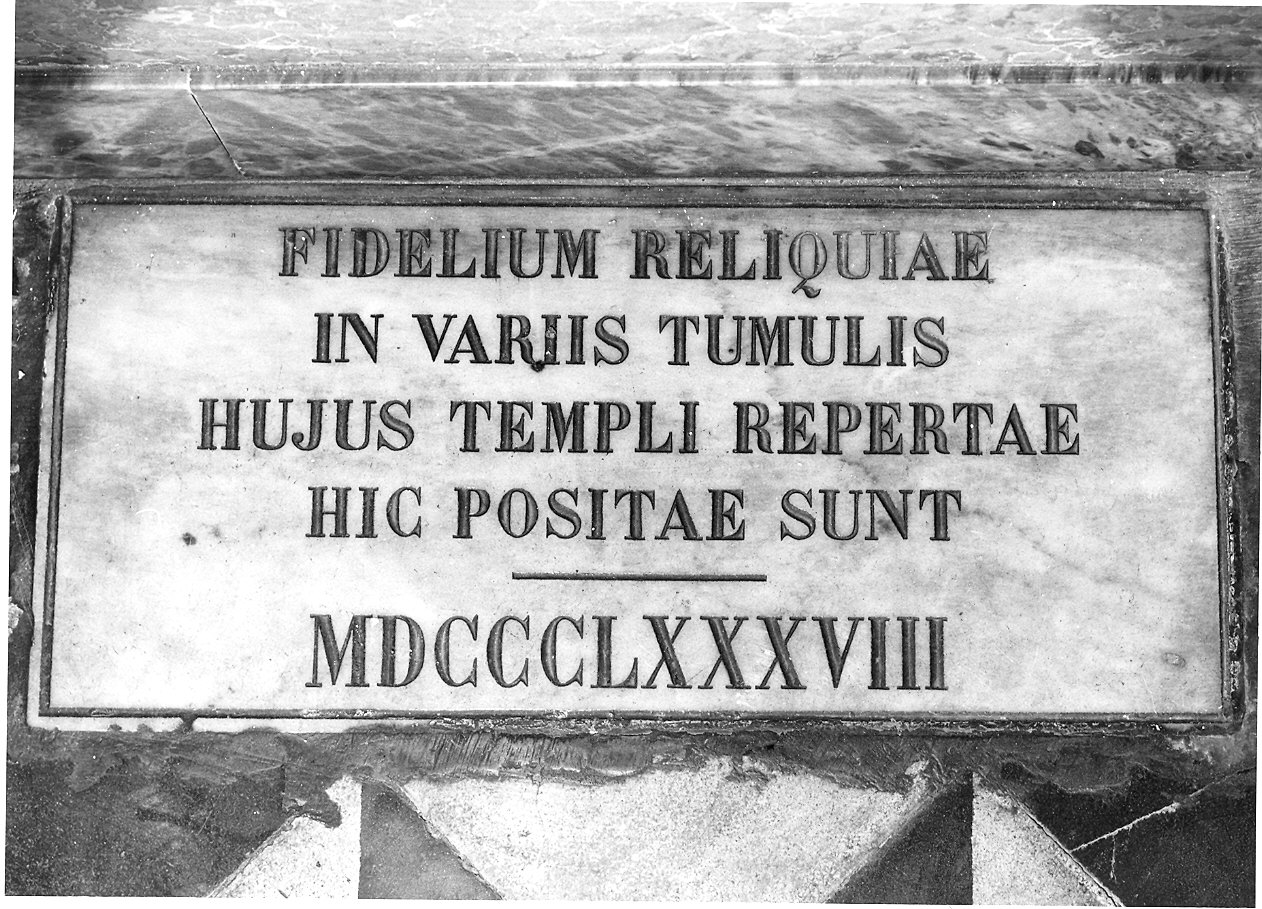 FIDELIUM RELIQUIAE
IN VARIIS TUMULIS
HUJUS TEMPLI REPERTAE
HIC POSITAE SUNT
MDCCCLXXXVIII